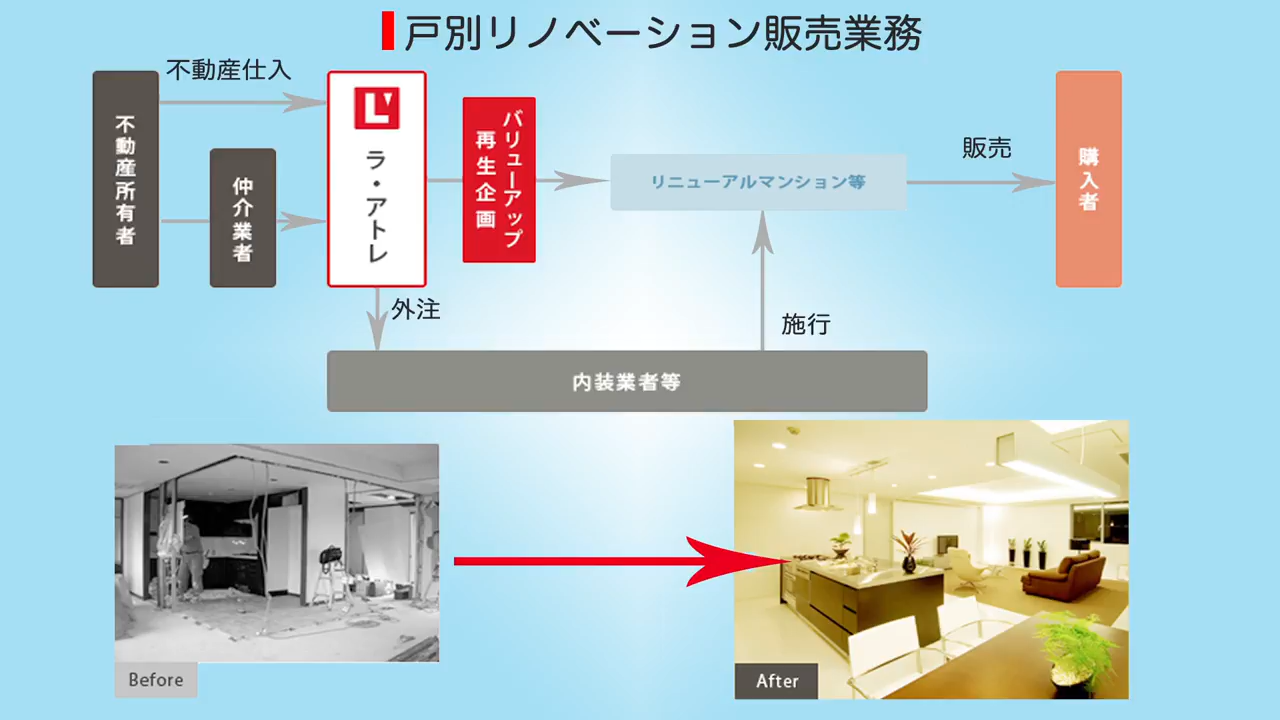 戸別リノベーション販売業務
不動産仕入
不動産所有者
仲介業者
L'
ラ・アトレ
バリューアップ
再生企画
リニューアルマンション等
販売
購入者
外注
施行
内装業者等
Before
After